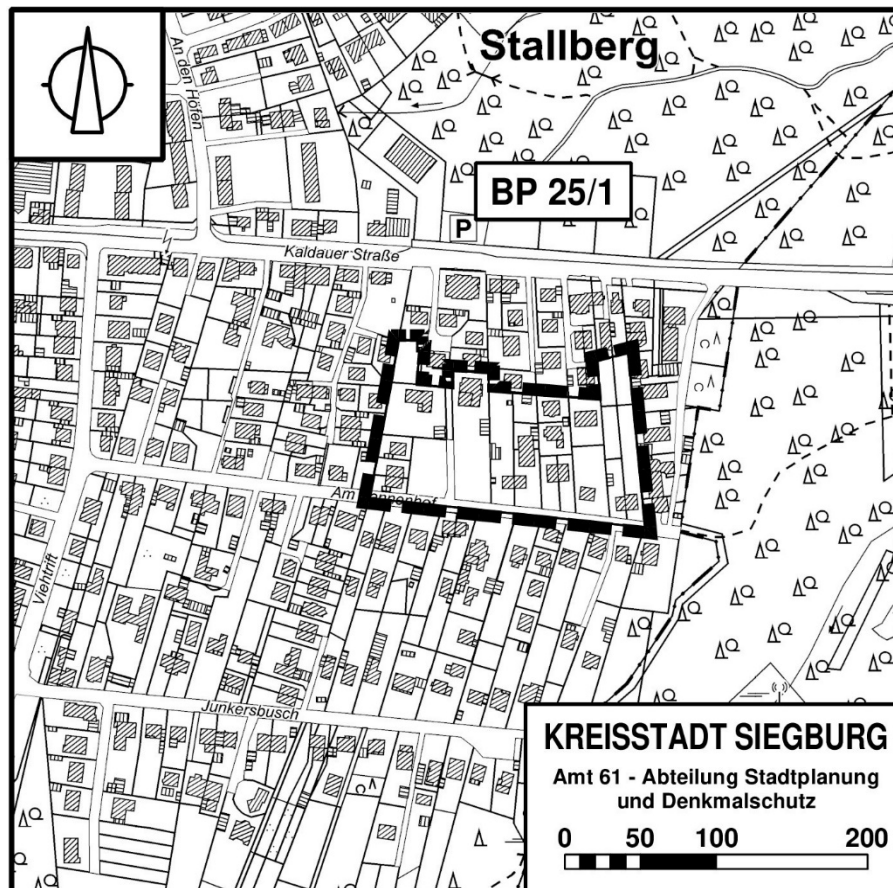 Stallberg
An den Höfen
BP 25/1
P
Kaldauer Straße
Am
Viehtrift
Junkersbusch
KREISSTADT SIEGBURG
Amt 61 - Abteilung Stadtplanung
und Denkmalschutz
0 50 100 200